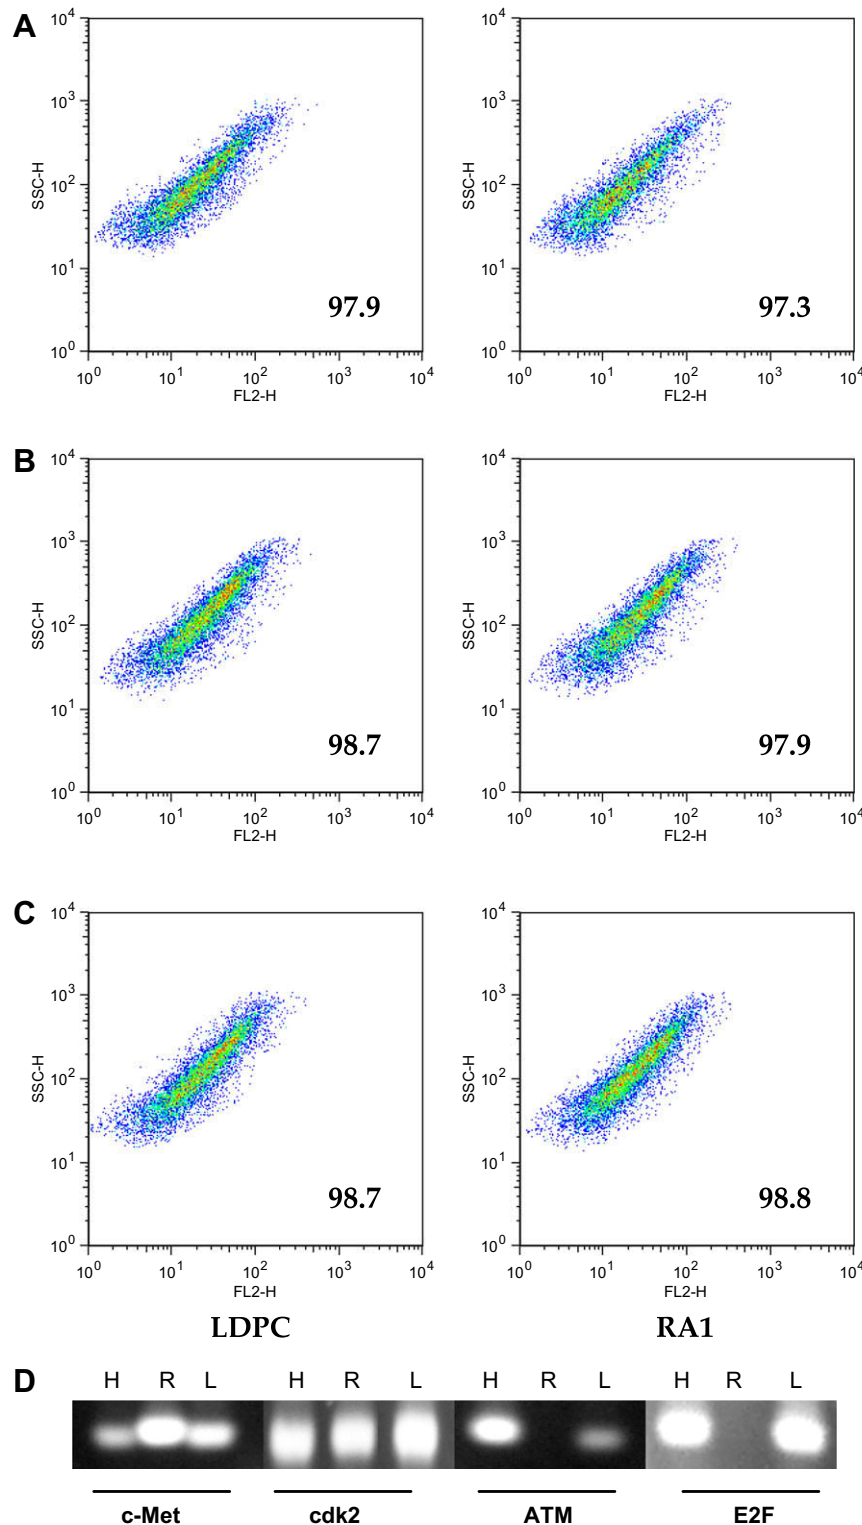 A
10⁴ 10⁴
10³ 10³
SSC-H 10² SSC-H 10²
10¹ 10¹
97.9 97.3
10⁰ 10⁰
10⁰ 10¹ 10² 10³ 10⁴ 10⁰ 10¹ 10² 10³ 10⁴
FL2-H FL2-H
B
10⁴ 10⁴
10³ 10³
SSC-H 10² SSC-H 10²
10¹ 10¹
98.7 97.9
10⁰ 10⁰
10⁰ 10¹ 10² 10³ 10⁴ 10⁰ 10¹ 10² 10³ 10⁴
FL2-H FL2-H
C
10⁴ 10⁴
10³ 10³
SSC-H 10² SSC-H 10²
10¹ 10¹
98.7 98.8
10⁰ 10⁰
10⁰ 10¹ 10² 10³ 10⁴ 10⁰ 10¹ 10² 10³ 10⁴
FL2-H FL2-H
LDPC RA1
D H R L H R L H R L H R L
c-Met cdk2 ATM E2F